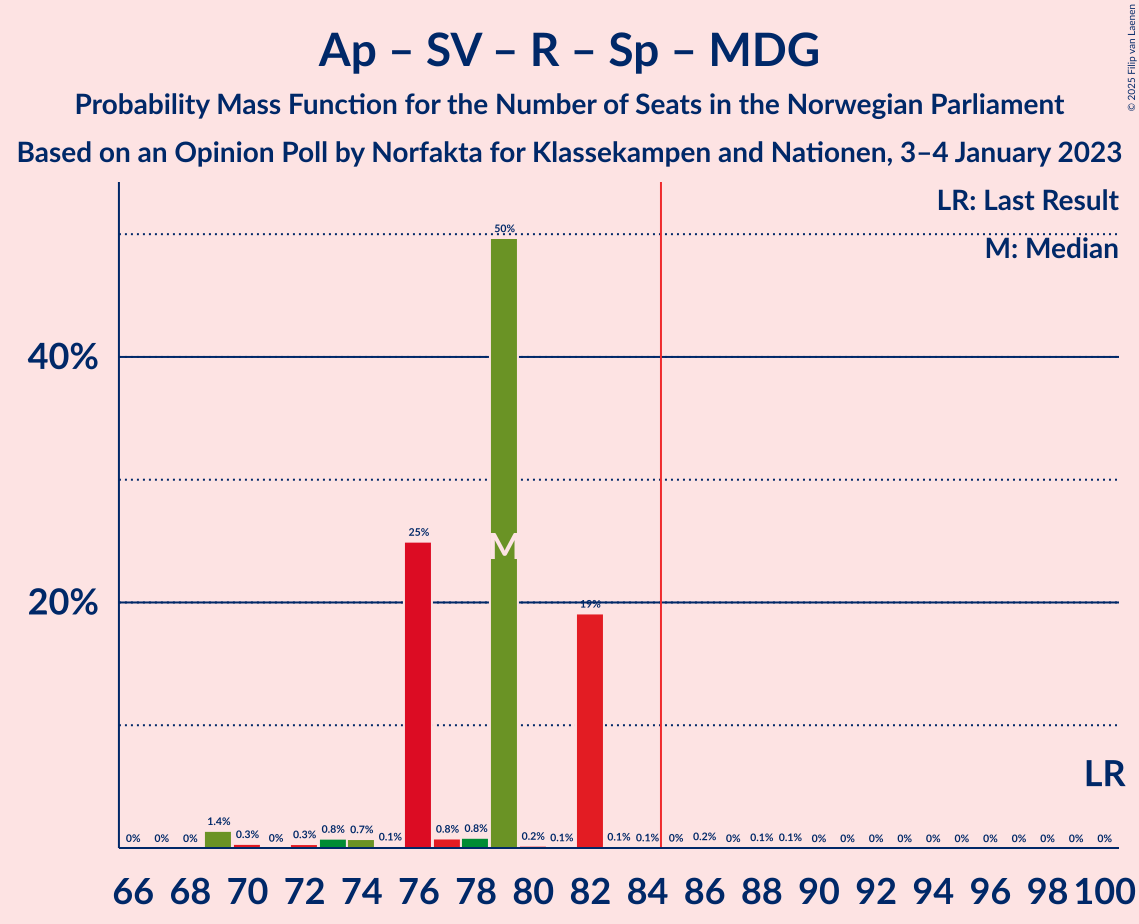 Ap – SV – R – Sp – MDG
Probability Mass Function for the Number of Seats in the Norwegian Parliament
Based on an Opinion Poll by Norfakta for Klassekampen and Nationen, 3–4 January 2023
© 2025 Filip van Laenen
LR: Last Result
M: Median
50%
40%
25%
M
20%
19%
LR
0% 0% 0% 1.4% 0.3% 0% 0.3% 0.8% 0.7% 0.1% 0.8% 0.8% 0.2% 0.1% 0.1% 0.1% 0% 0.2% 0% 0.1% 0.1% 0% 0% 0% 0% 0% 0% 0% 0% 0% 0% 0%
66 68 70 72 74 76 78 80 82 84 86 88 90 92 94 96 98 100